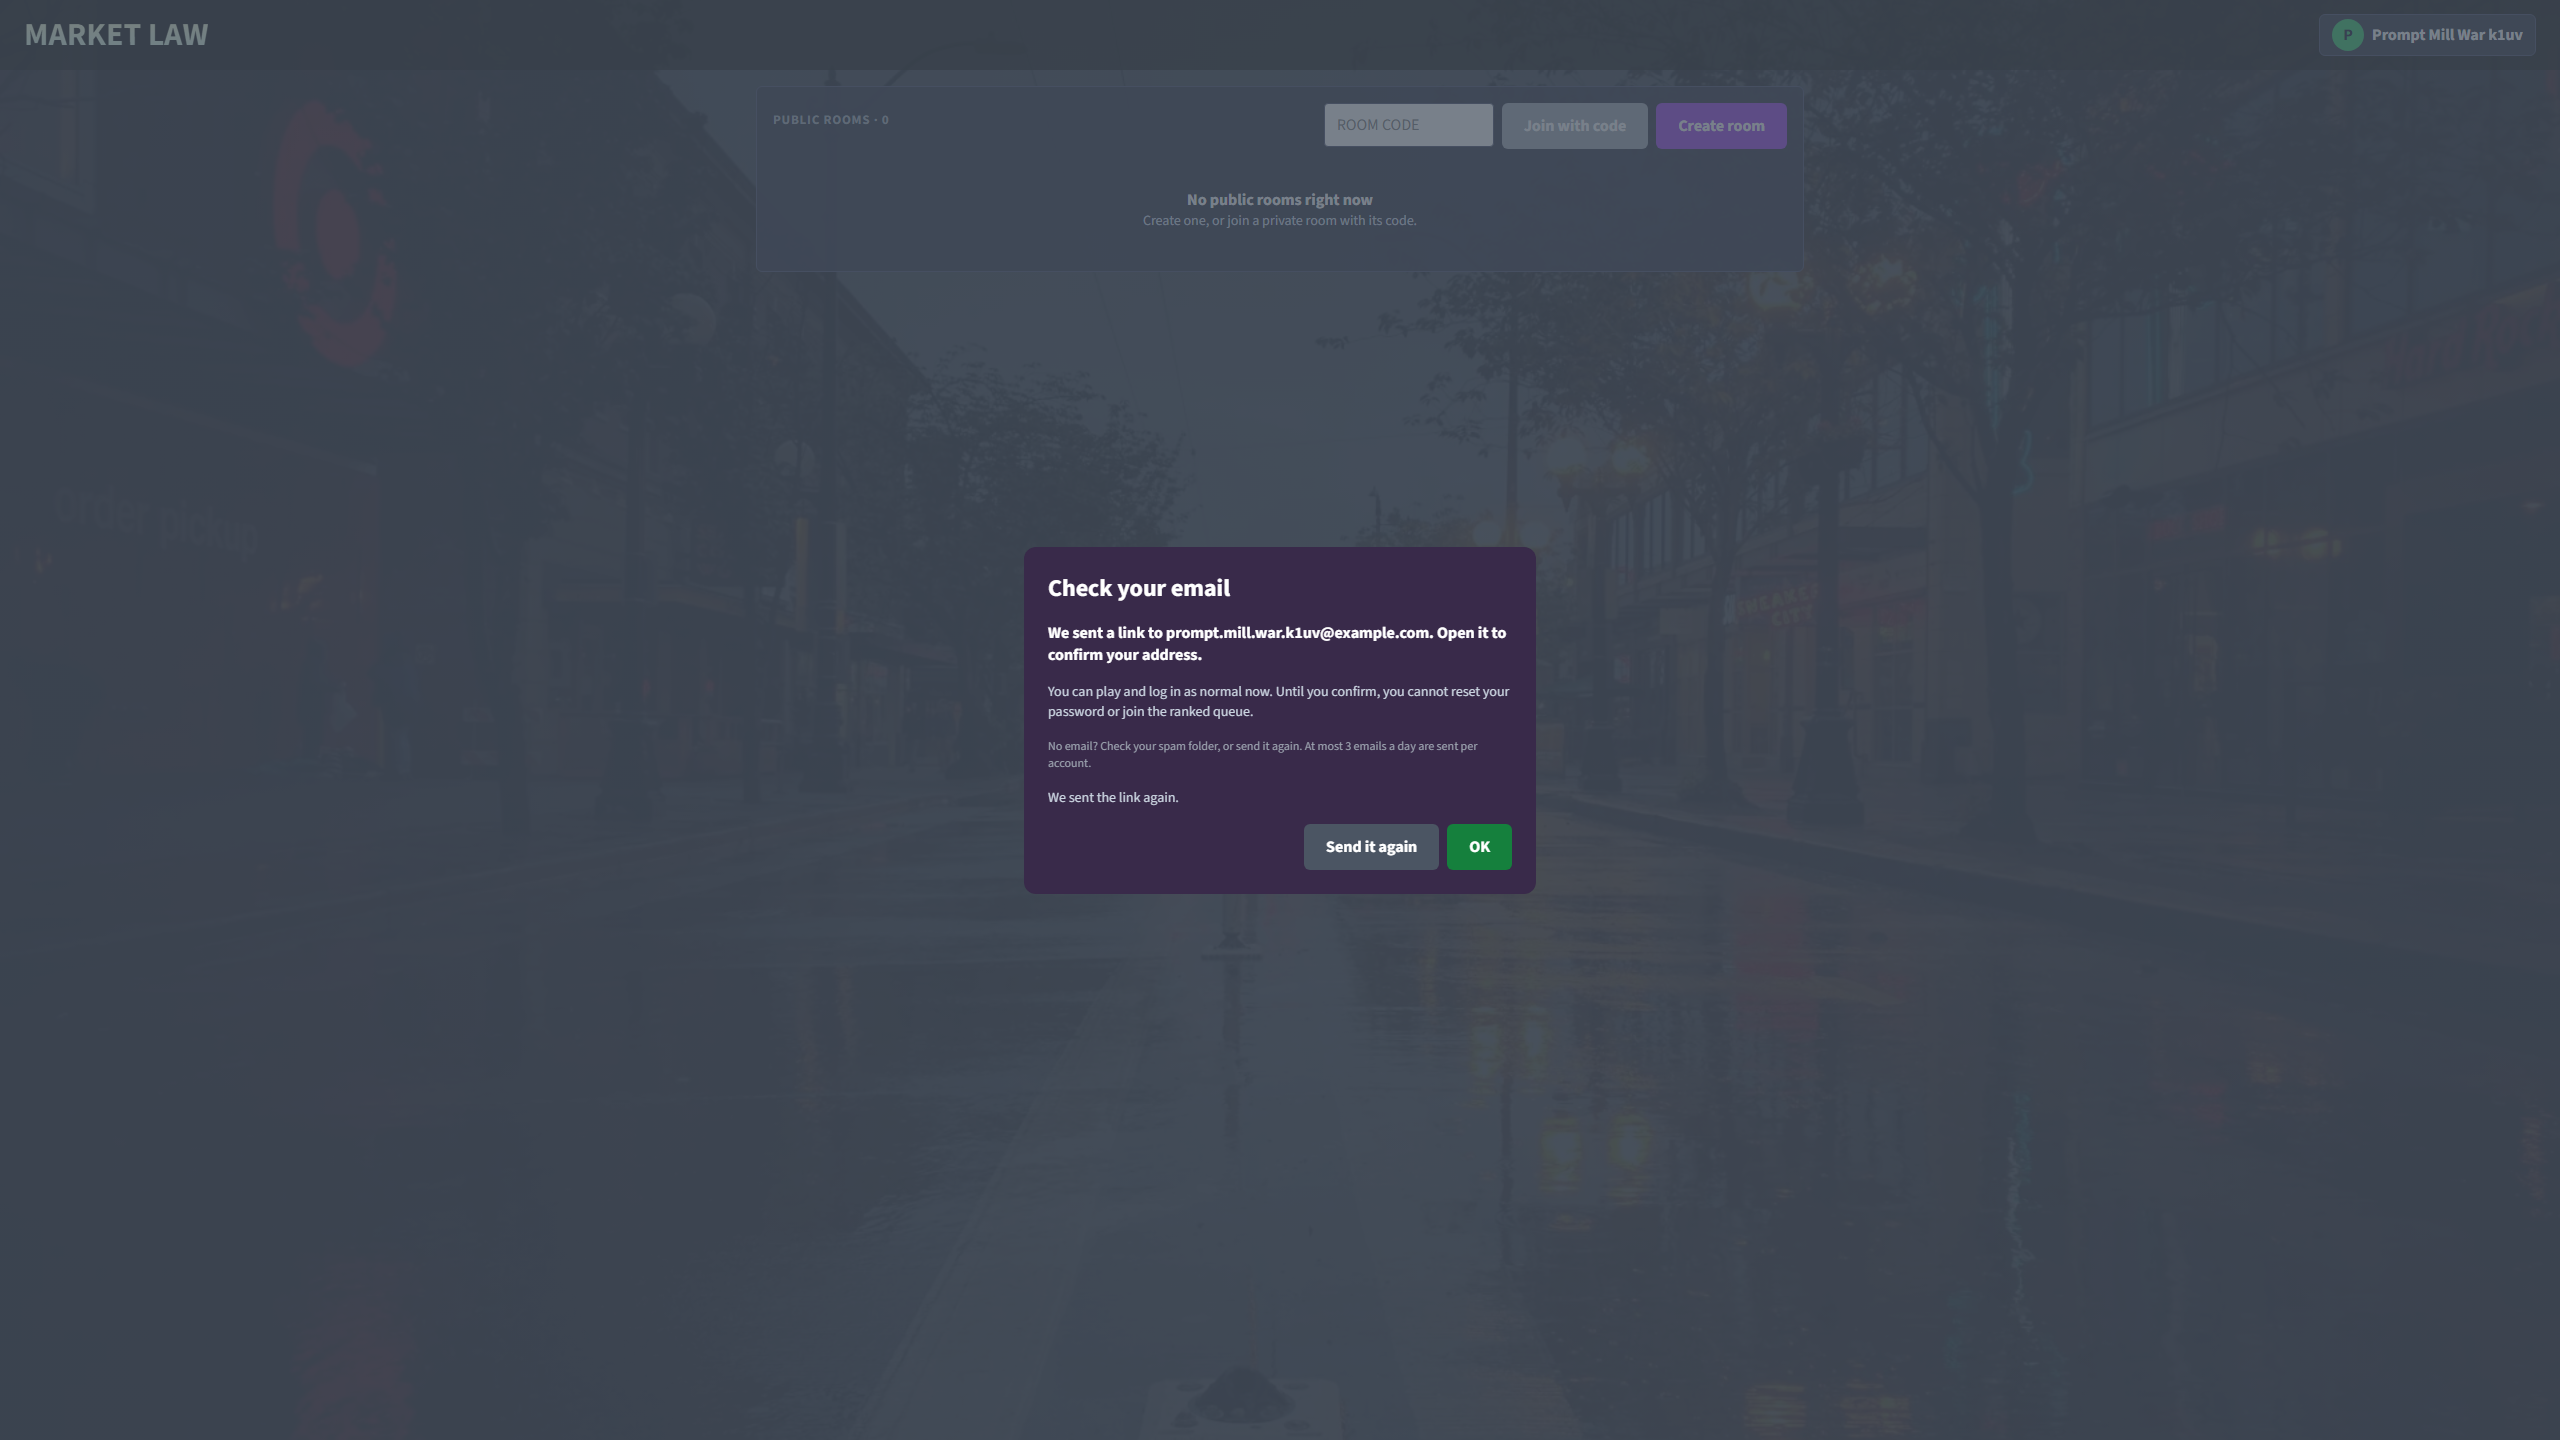 MARKET LAW
P Prompt Mill War k1uv
PUBLIC ROOMS · 0
ROOM CODE
Join with code
Create room
No public rooms right now
Create one, or join a private room with its code.
order pickup
SNEAKER
CITY
Check your email
We sent a link to prompt.mill.war.k1uv@example.com. Open it to
confirm your address.
You can play and log in as normal now. Until you confirm, you cannot reset your
password or join the ranked queue.
No email? Check your spam folder, or send it again. At most 3 emails a day are sent per
account.
We sent the link again.
Send it again
OK